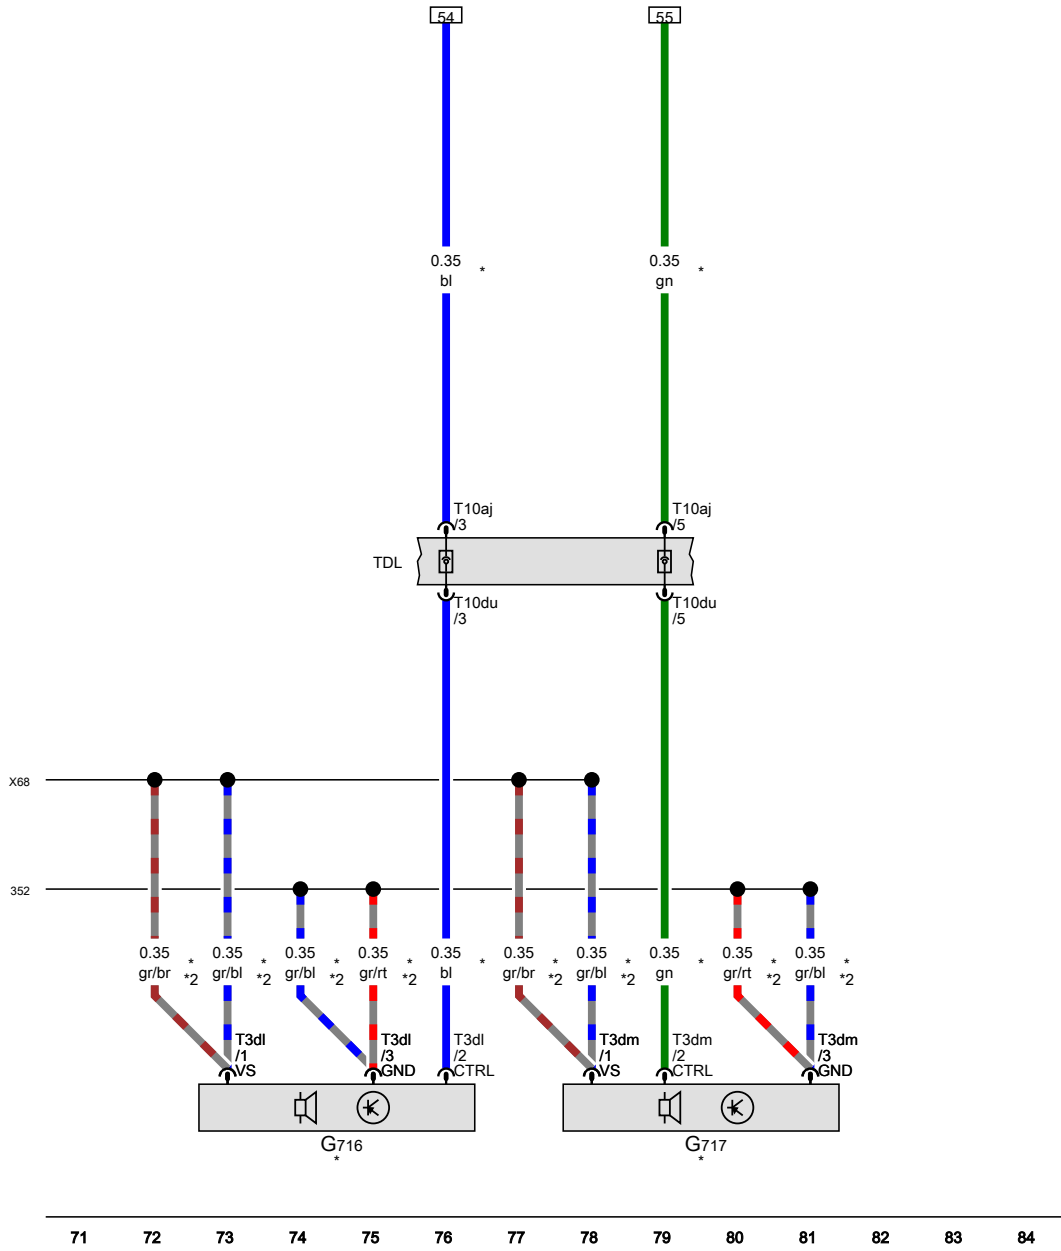 54
55
0.35
bl
*
0.35
gn
*
T10aj
/3
T10aj
/5
TDL
T10du
/3
T10du
/5
X68
352
0.35
gr/br
*
*2
0.35
gr/bl
*
*2
0.35
gr/bl
*
*2
0.35
gr/rt
*
*2
0.35
bl
*
0.35
gr/br
*
*2
0.35
gr/bl
*
*2
0.35
gn
*
0.35
gr/rt
*
*2
0.35
gr/bl
*
*2
T3dl
/1
VS
T3dl
/3
GND
T3dl
/2
CTRL
T3dm
/1
VS
T3dm
/2
CTRL
T3dm
/3
GND
G716
*
G717
*
71 72 73 74 75 76 77 78 79 80 81 82 83 84